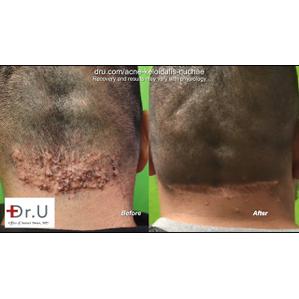 dru.com/acne-keloidalis-nuchae
Recovery and results may vary with physiology.
Dr.U
Before
After